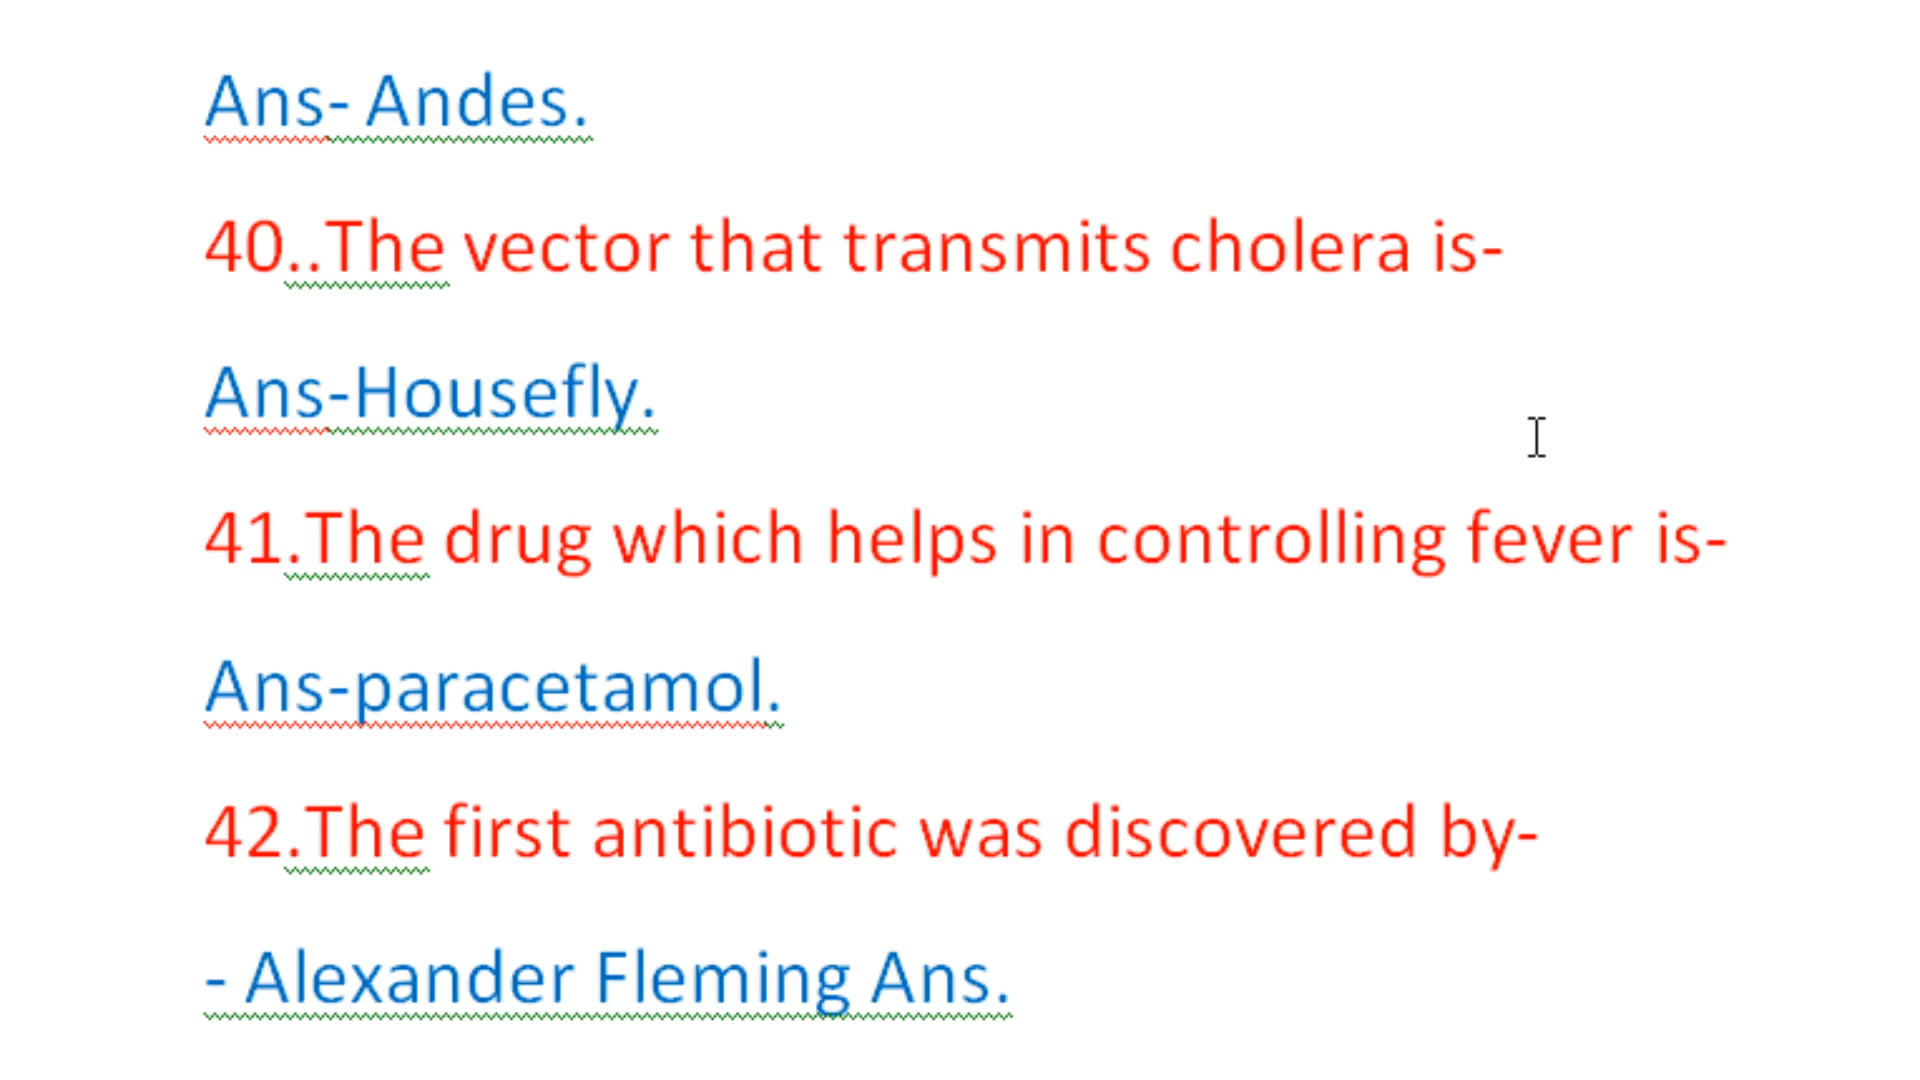 Ans- Andes.
40..The vector that transmits cholera is-
Ans-Housefly.
41.The drug which helps in controlling fever is-
Ans-paracetamol.
42.The first antibiotic was discovered by-
- Alexander Fleming Ans.